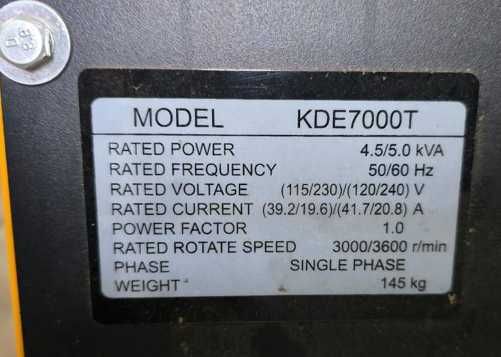 MODEL KDE7000T
RATED POWER 4.5/5.0 kVA
RATED FREQUENCY 50/60 Hz
RATED VOLTAGE (115/230)/(120/240) V
RATED CURRENT (39.2/19.6)/(41.7/20.8) A
POWER FACTOR 1.0
RATED ROTATE SPEED 3000/3600 r/min
PHASE SINGLE PHASE
WEIGHT 145 kg